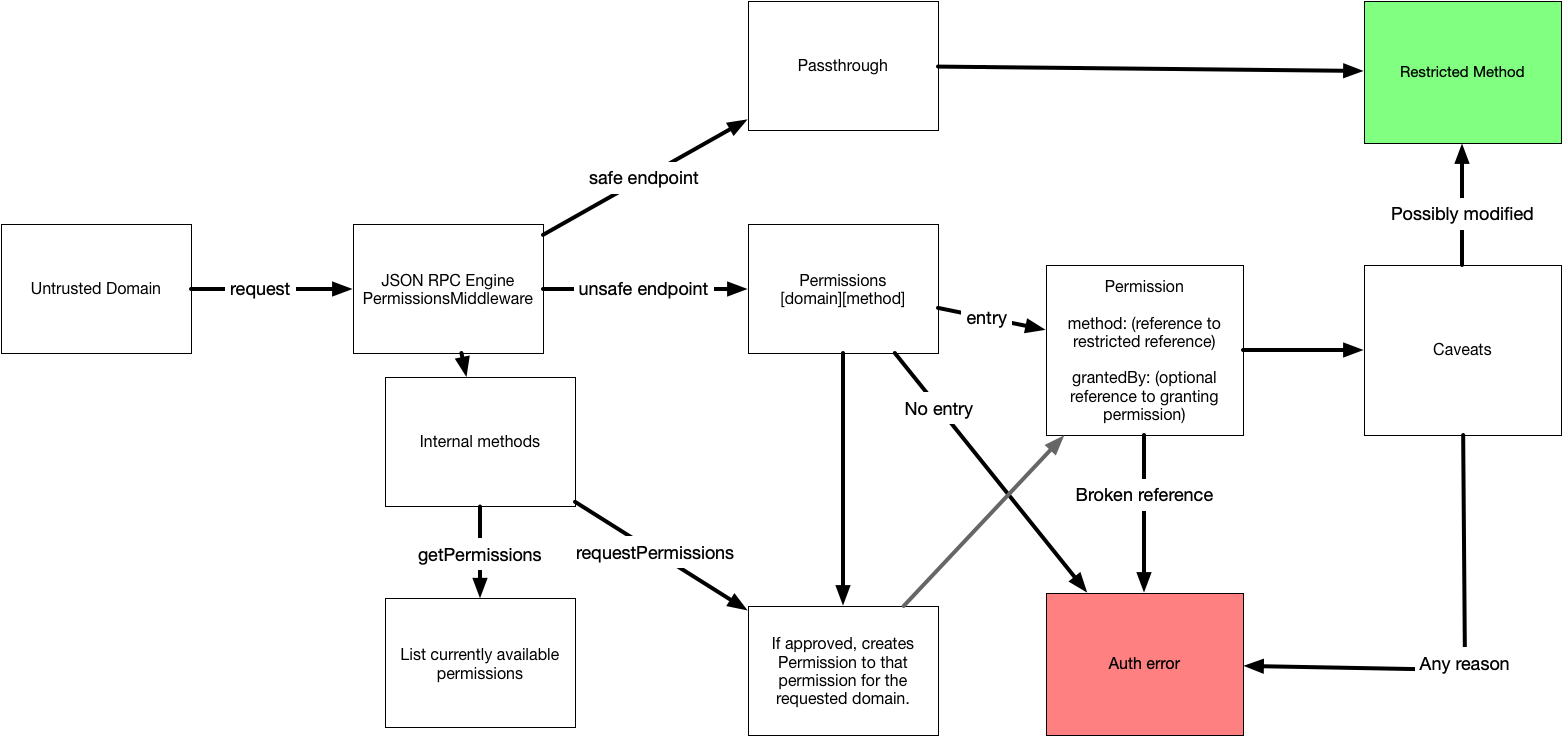 Passthrough
Restricted Method
safe endpoint
Possibly modified
Untrusted Domain
request
JSON RPC Engine
PermissionsMiddleware
unsafe endpoint
Permissions
[domain][method]
entry
Permission
method: (reference to
restricted reference)
grantedBy: (optional
reference to granting
permission)
Caveats
No entry
Internal methods
Broken reference
getPermissions
requestPermissions
List currently available
permissions
If approved, creates
Permission to that
permission for the
requested domain.
Auth error
Any reason